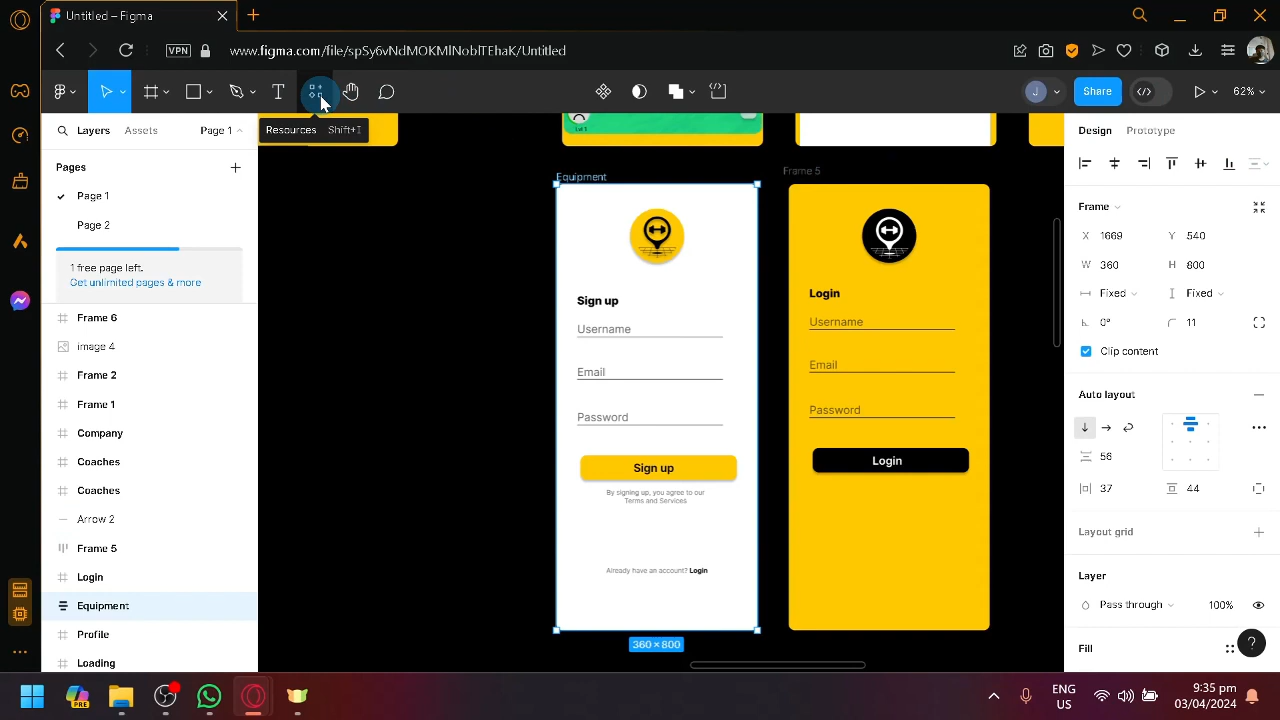 Untitled – Figma
VPN
www.figma.com/file/spSy6vNdMOKMlNoblTEhaK/Untitled
J
Share
62%
Layers
Assets
Page 1
Resources Shift+I
Lvl 1
Design
Prototype
Pages
Page 1
Page 2
1 free page left.
Get unlimited pages & more
Frame 6
image 4
Frame
Frame 1
Company
Coaches
Coaches
Arrow 2
Frame 5
Login
Equipment
Profile
Loading
Equipment
Sign up
Username
Email
Password
Sign up
By signing up, you agree to our
Terms and Services
Already have an account? Login
360 × 800
Frame 5
Login
Username
Email
Password
Login
Frame
X 1669
Y 540
W 360
H 800
Fixed
Fixed
0°
11
Clip content
Auto layout
56
37
44
Layout grid
Layer
Pass through
100%
Fill
?
PRE
ENG
US
9:35 pm
03/04/2024